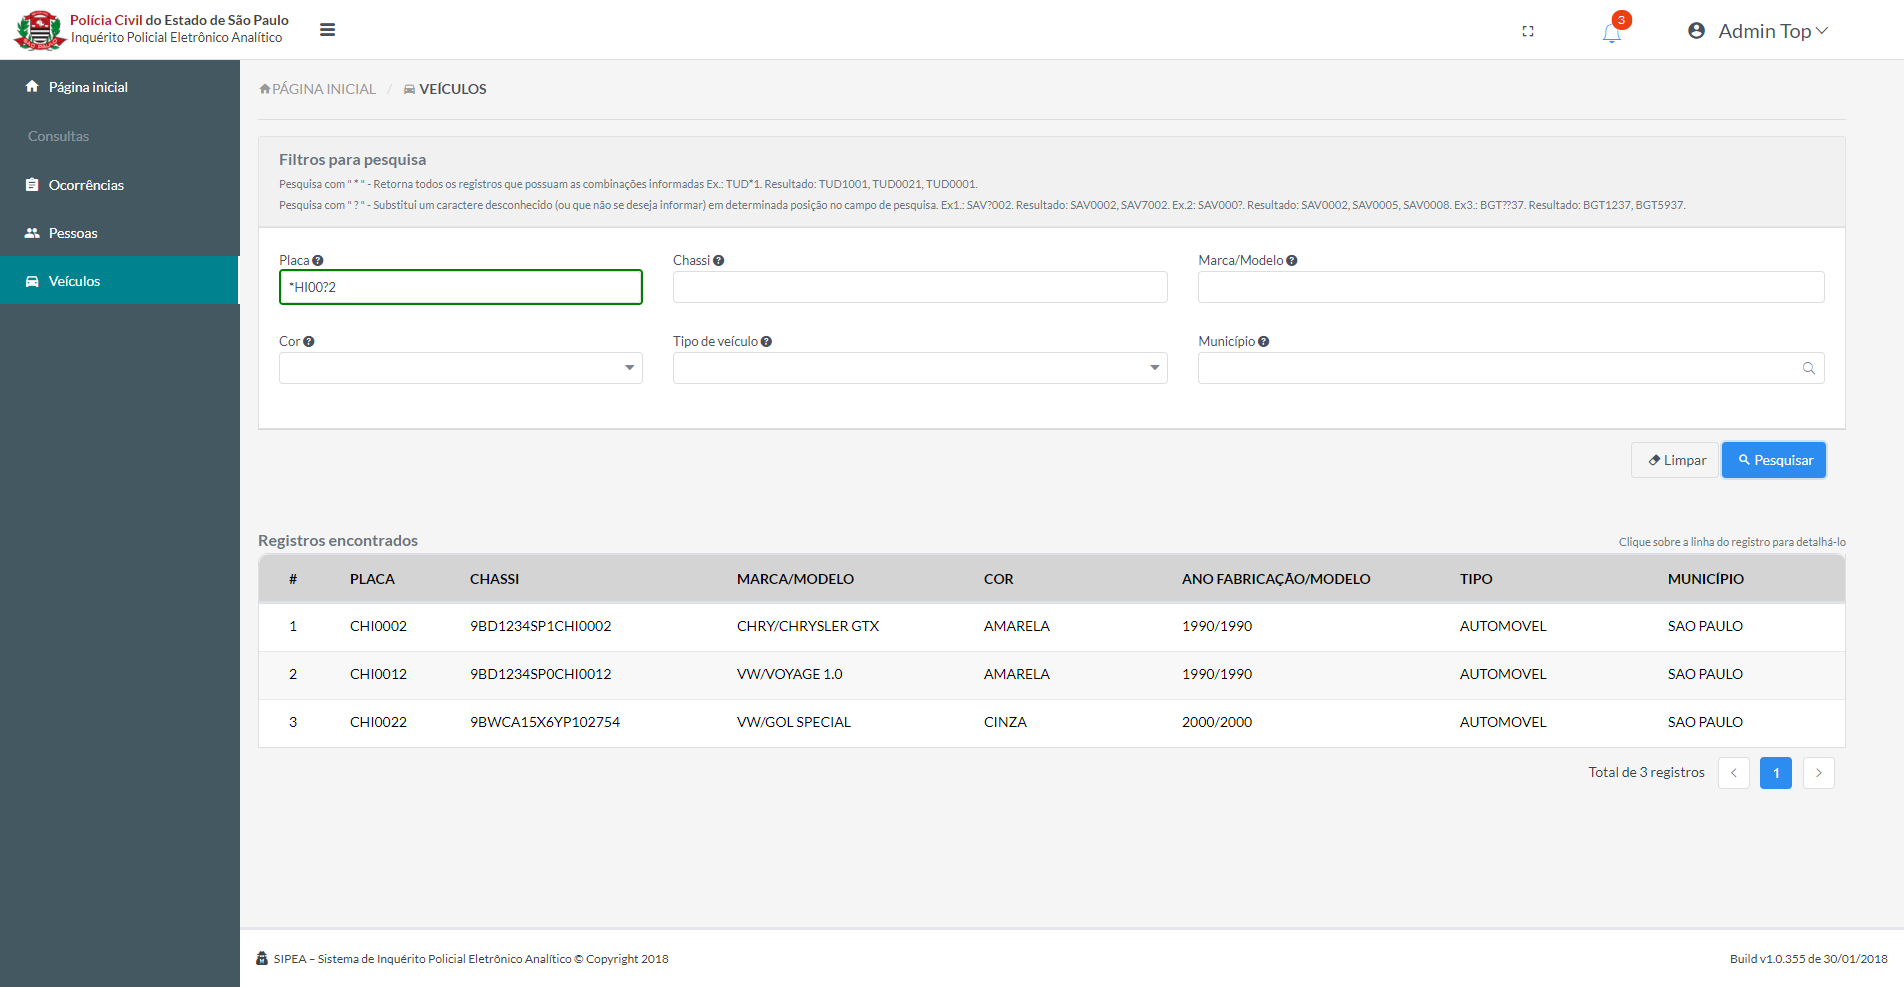 Polícia Civil do Estado de São Paulo
Inquérito Policial Eletrônico Analítico
3
Admin Top
Página inicial
Consultas
Ocorrências
Pessoas
Veículos
PÁGINA INICIAL / VEÍCULOS
Filtros para pesquisa
Pesquisa com " * " - Retorna todos os registros que possuam as combinações informadas Ex.: TUD*1. Resultado: TUD1001, TUD0021, TUD0001.
Pesquisa com " ? " - Substitui um caractere desconhecido (ou que não se deseja informar) em determinada posição no campo de pesquisa. Ex1.: SAV?002. Resultado: SAV0002, SAV7002. Ex.2: SAV000?. Resultado: SAV0002, SAV0005, SAV0008. Ex3.: BGT??37. Resultado: BGT1237, BGT5937.
Placa Chassi Marca/Modelo
*HI00?2
Cor Tipo de veículo Município
Limpar Pesquisar
Registros encontrados
Clique sobre a linha do registro para detalhá-lo
# PLACA CHASSI MARCA/MODELO COR ANO FABRICAÇÃO/MODELO TIPO MUNICÍPIO
1 CHI0002 9BD1234SP1CHI0002 CHRY/CHRYSLER GTX AMARELA 1990/1990 AUTOMOVEL SAO PAULO
2 CHI0012 9BD1234SP0CHI0012 VW/VOYAGE 1.0 AMARELA 1990/1990 AUTOMOVEL SAO PAULO
3 CHI0022 9BWCA15X6YP102754 VW/GOL SPECIAL CINZA 2000/2000 AUTOMOVEL SAO PAULO
Total de 3 registros < 1 >
SIPEA – Sistema de Inquérito Policial Eletrônico Analítico © Copyright 2018
Build v1.0.355 de 30/01/2018